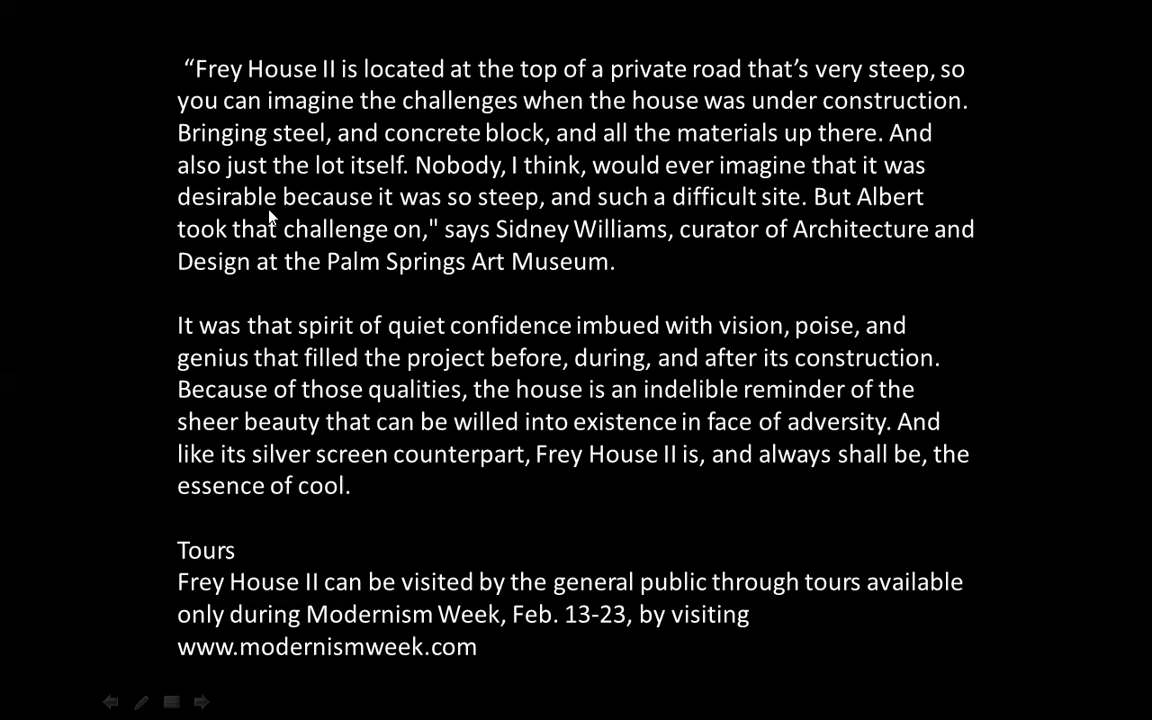 “Frey House II is located at the top of a private road that’s very steep, so
you can imagine the challenges when the house was under construction.
Bringing steel, and concrete block, and all the materials up there. And
also just the lot itself. Nobody, I think, would ever imagine that it was
desirable because it was so steep, and such a difficult site. But Albert
took that challenge on," says Sidney Williams, curator of Architecture and
Design at the Palm Springs Art Museum.
It was that spirit of quiet confidence imbued with vision, poise, and
genius that filled the project before, during, and after its construction.
Because of those qualities, the house is an indelible reminder of the
sheer beauty that can be willed into existence in face of adversity. And
like its silver screen counterpart, Frey House II is, and always shall be, the
essence of cool.
Tours
Frey House II can be visited by the general public through tours available
only during Modernism Week, Feb. 13-23, by visiting
www.modernismweek.com